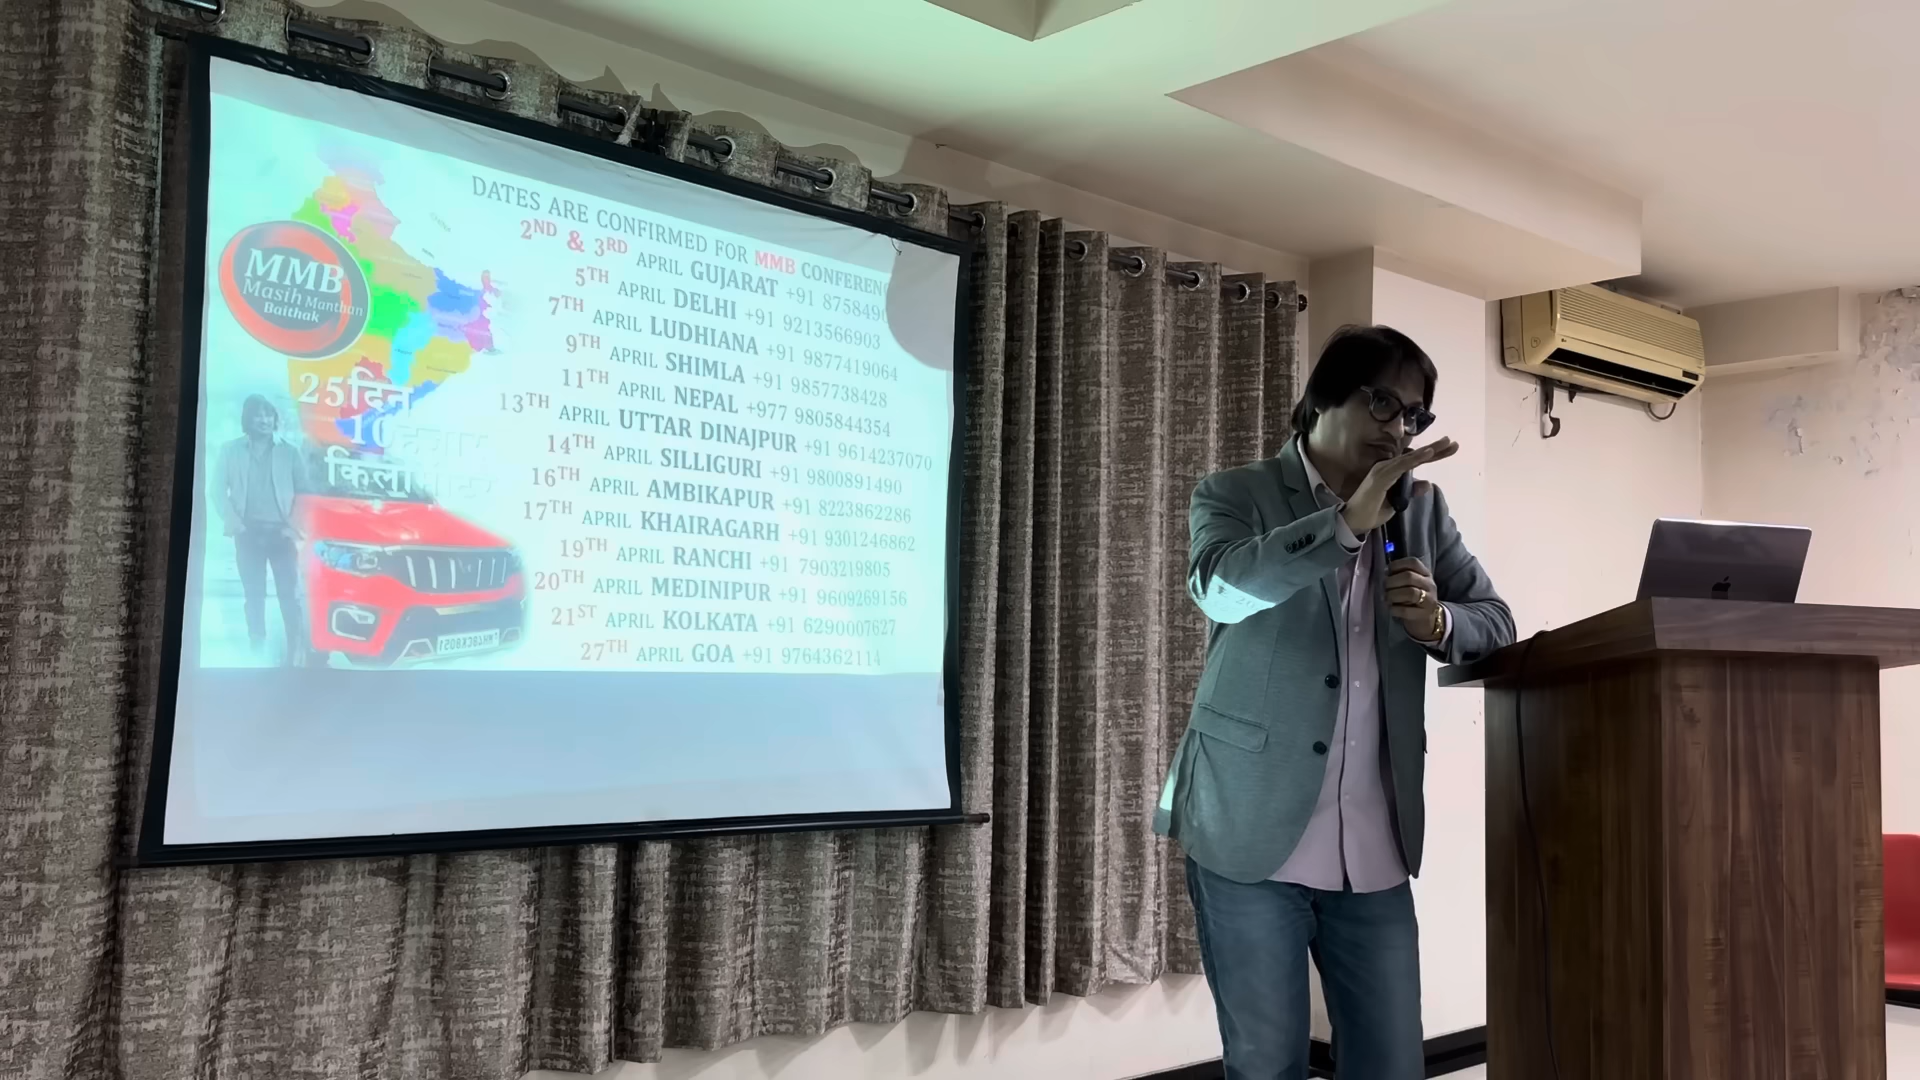 MMB
Masih Manthan
Baithak
25दिन
10हजार
DATES ARE CONFIRMED FOR MMB
2ND & 3RD APRIL GUJARAT +91
5TH APRIL DELHI +91 9213566903
7TH APRIL LUDHIANA +91 9877419064
9TH APRIL SHIMLA +91 9857738428
11TH APRIL NEPAL +977 9805844354
13TH APRIL UTTAR DINAJPUR +91 9614237070
14TH APRIL SILLIGURI +91 9800891490
16TH APRIL AMBIKAPUR +91 8223862286
17TH APRIL KHAIRAGARH +91 9301246862
19TH APRIL RANCHI +91 7903219805
20TH APRIL MEDINIPUR +91 9609269156
21ST APRIL KOLKATA +91 6290007627
27TH APRIL GOA +91 9764362114